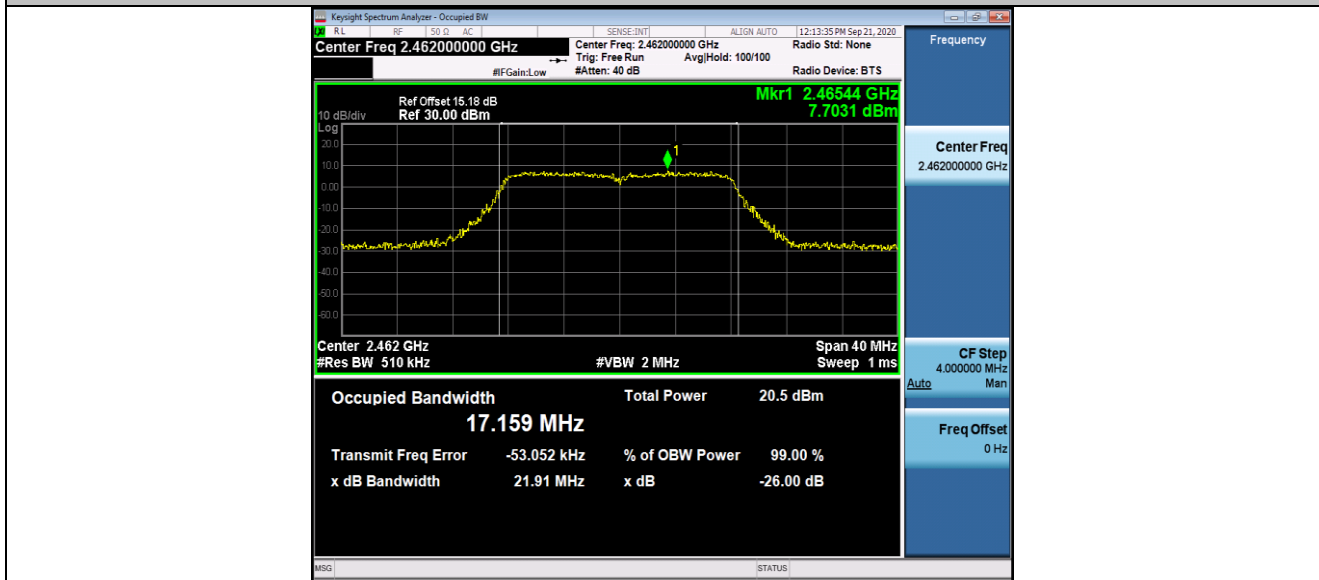 Keysight Spectrum Analyzer - Occupied BW
RL RF 50 Ω AC SENSE:INT ALIGN AUTO 12:13:35 PM Sep 21, 2020
Center Freq 2.462000000 GHz
Center Freq: 2.462000000 GHz Radio Std: None
Trig: Free Run Avg|Hold: 100/100
#IFGain:Low #Atten: 40 dB Radio Device: BTS
Frequency
Mkr1 2.46544 GHz
7.7031 dBm
Ref Offset 15.18 dB
10 dB/div Ref 30.00 dBm
Log
20.0
10.0
0.00
-10.0
-20.0
-30.0
-40.0
-50.0
-60.0
1
Center 2.462 GHz Span 40 MHz
#Res BW 510 kHz #VBW 2 MHz Sweep 1 ms
Occupied Bandwidth Total Power 20.5 dBm
17.159 MHz
Transmit Freq Error -53.052 kHz % of OBW Power 99.00 %
x dB Bandwidth 21.91 MHz x dB -26.00 dB
Center Freq
2.462000000 GHz
CF Step
4.000000 MHz
Auto Man
Freq Offset
0 Hz
MSG STATUS